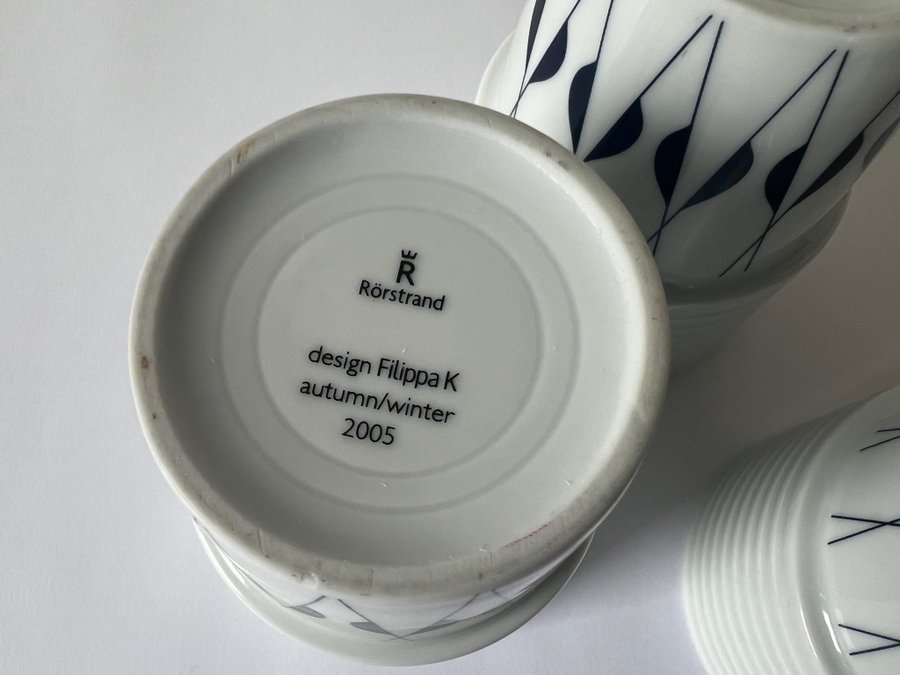 R
Rörstrand
design Filippa K
autumn/winter
2005